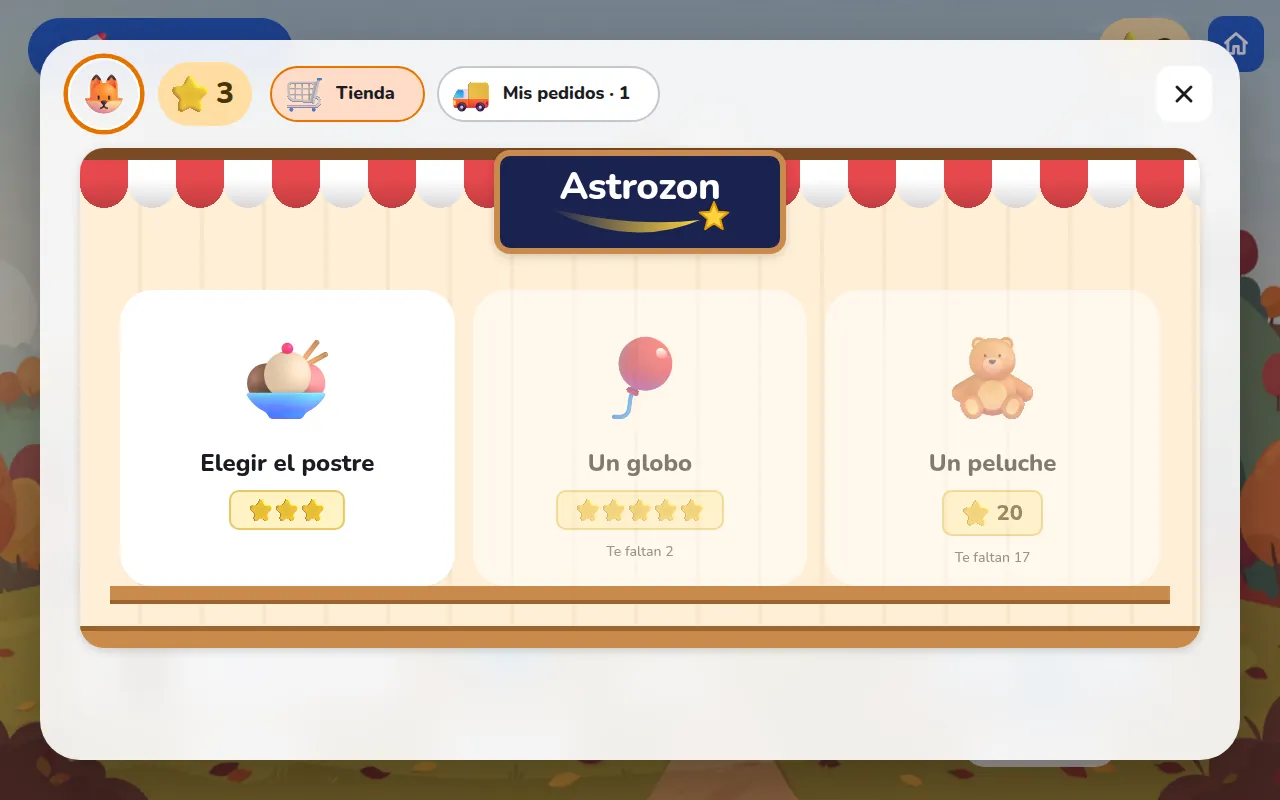 3
Tienda
Mis pedidos · 1
Astrozon
Elegir el postre
Un globo
Te faltan 2
Un peluche
20
Te faltan 17